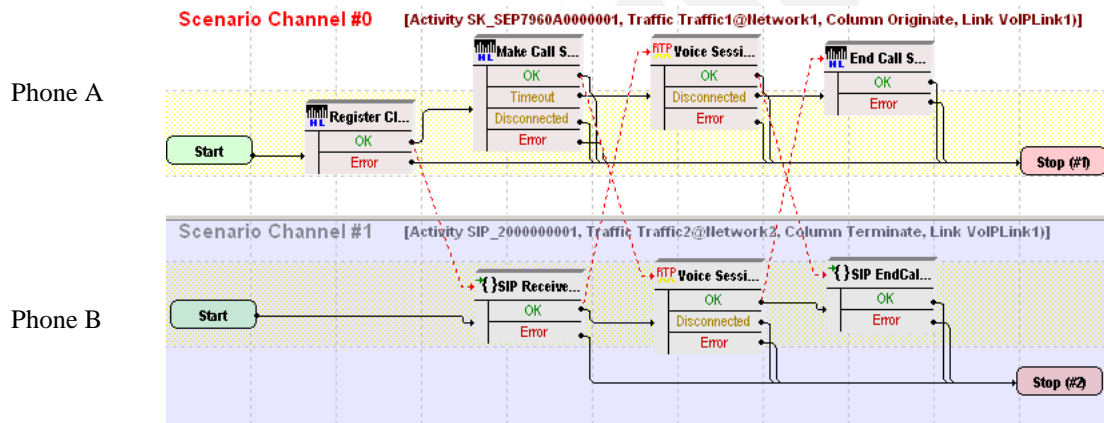 Scenario Channel #0 [Activity SK_SEP7960A0000001, Traffic Traffic1@Network1, Column Originate, Link VoIPLink1)]
Phone A
HL Register Cl...
OK
Error
Start
HL Make Call S...
OK
Timeout
Disconnected
Error
RTP Voice Sessi...
OK
Disconnected
Error
HL End Call S...
OK
Error
Stop (#1)
Scenario Channel #1 [Activity SIP_2000000001, Traffic Traffic2@Network2, Column Terminate, Link VoIPLink1)]
Phone B
Start
{}SIP Receive...
OK
Error
RTP Voice Sessi...
OK
Disconnected
Error
{}SIP EndCal...
OK
Error
Stop (#2)